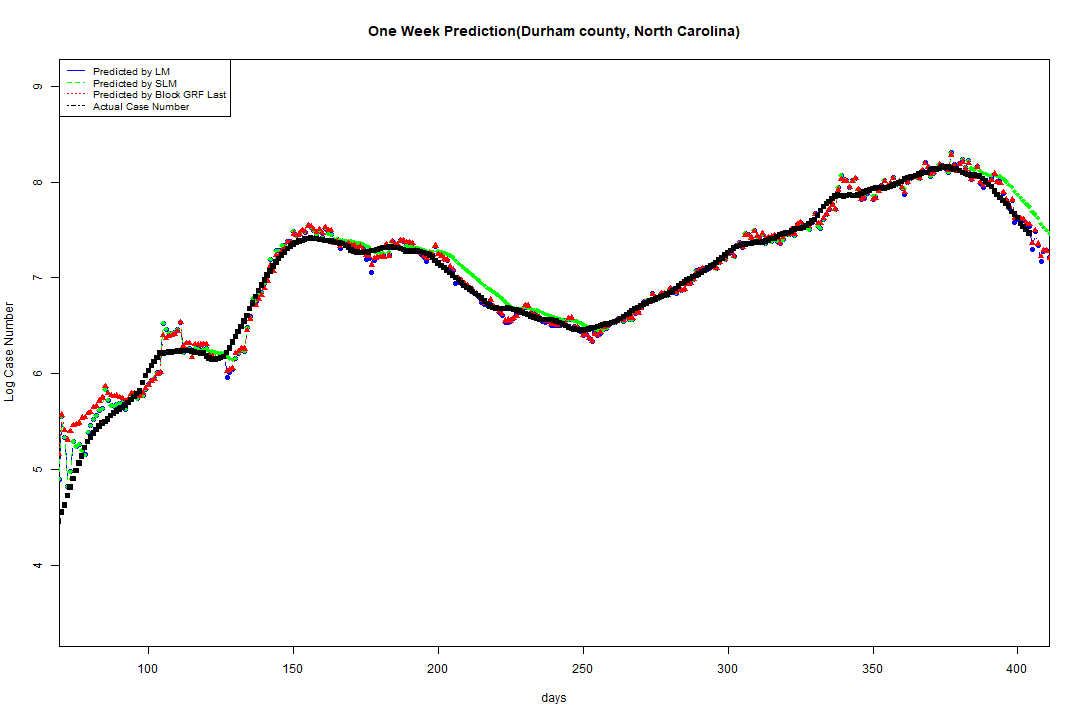 One Week Prediction(Durham county, North Carolina)
Predicted by LM
Predicted by SLM
Predicted by Block GRF Last
Actual Case Number
9
8
7
6
5
4
Log Case Number
100 150 200 250 300 350 400
days